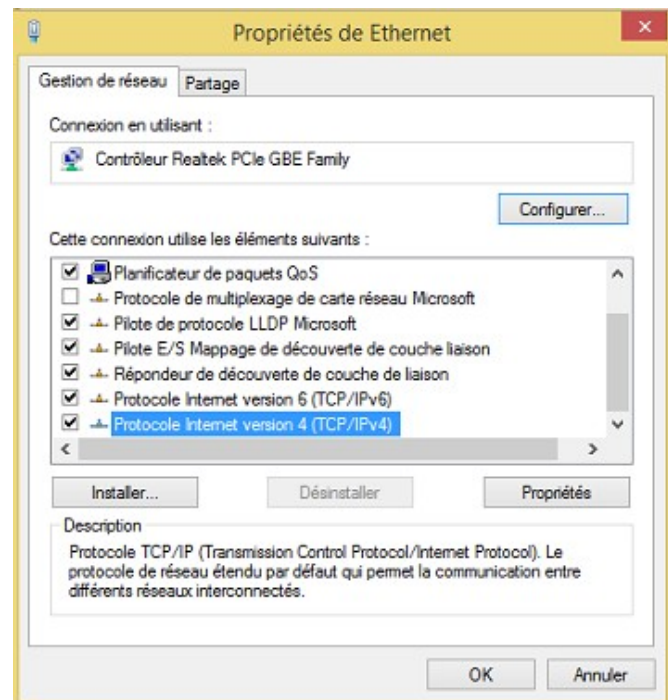 Propriétés de Ethernet
Gestion de réseau
Partage
Connexion en utilisant :
Contrôleur Realtek PCIe GBE Family
Configurer...
Cette connexion utilise les éléments suivants :
Planificateur de paquets QoS
Protocole de multiplexage de carte réseau Microsoft
Pilote de protocole LLDP Microsoft
Pilote E/S Mappage de découverte de couche liaison
Répondeur de découverte de couche de liaison
Protocole Internet version 6 (TCP/IPv6)
Protocole Internet version 4 (TCP/IPv4)
Installer...
Désinstaller
Propriétés
Description
Protocole TCP/IP (Transmission Control Protocol/Internet Protocol). Le
protocole de réseau étendu par défaut qui permet la communication entre
différents réseaux interconnectés.
OK
Annuler